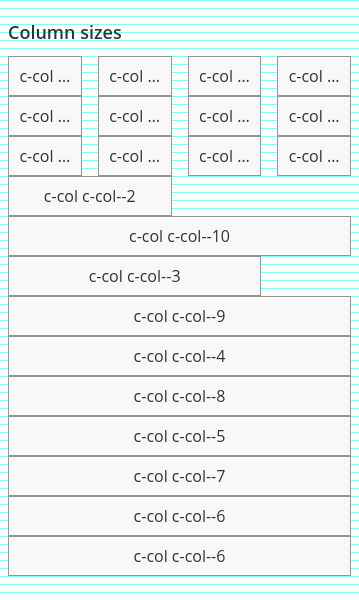 Column sizes
c-col ... c-col ... c-col ... c-col ...
c-col ... c-col ... c-col ... c-col ...
c-col ... c-col ... c-col ... c-col ...
c-col c-col--2
c-col c-col--10
c-col c-col--3
c-col c-col--9
c-col c-col--4
c-col c-col--8
c-col c-col--5
c-col c-col--7
c-col c-col--6
c-col c-col--6